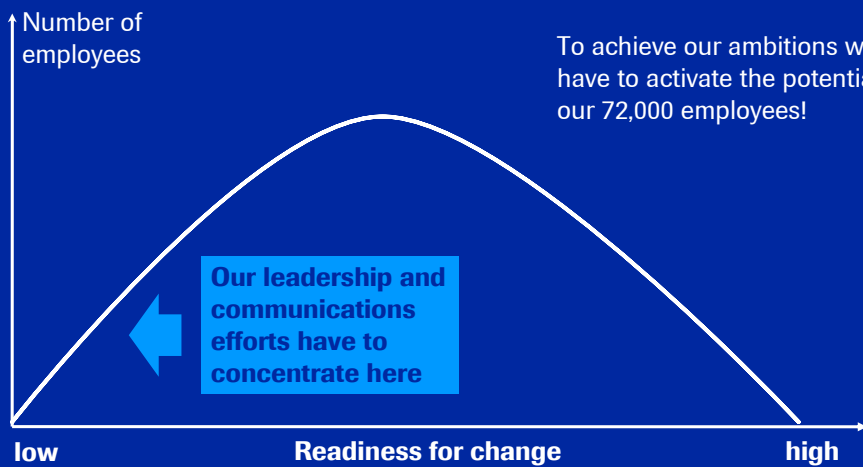 Number of
employees
To achieve our ambitions w
have to activate the potentia
our 72,000 employees!
Our leadership and
communications
efforts have to
concentrate here
low
Readiness for change
high